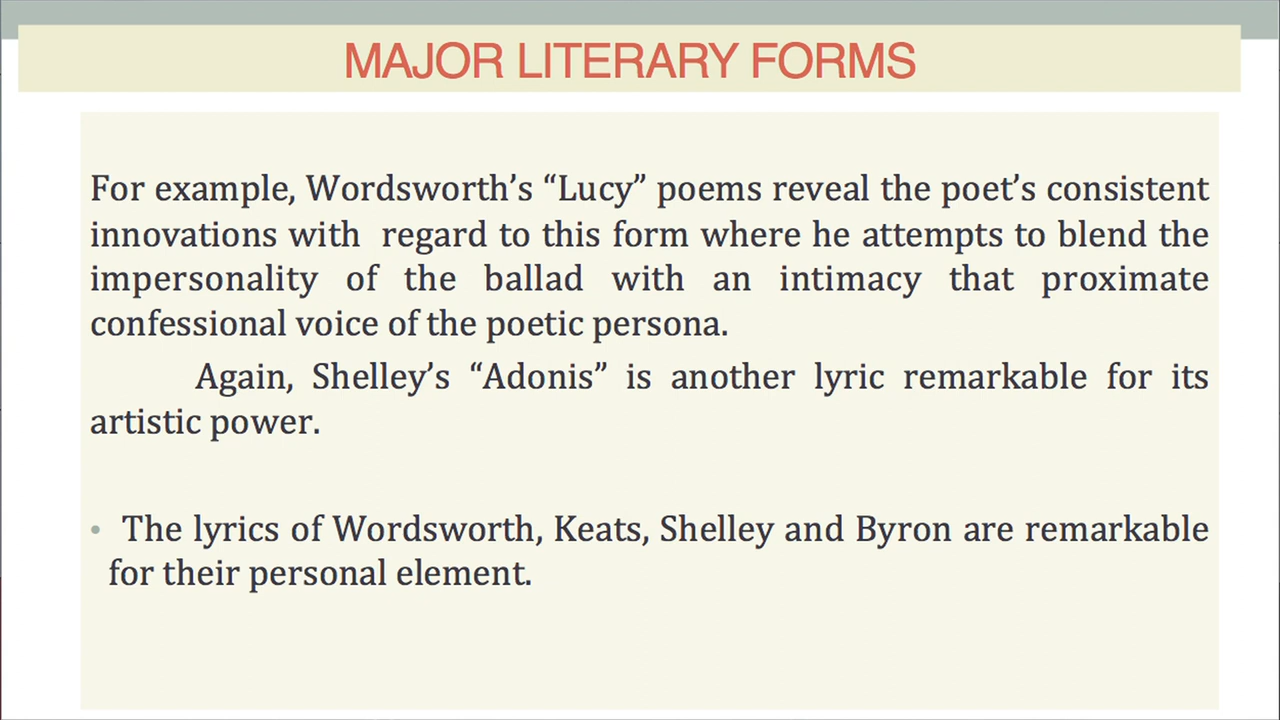 MAJOR LITERARY FORMS
For example, Wordsworth’s “Lucy” poems reveal the poet’s consistent
innovations with regard to this form where he attempts to blend the
impersonality of the ballad with an intimacy that proximate
confessional voice of the poetic persona.
Again, Shelley’s “Adonis” is another lyric remarkable for its
artistic power.
• The lyrics of Wordsworth, Keats, Shelley and Byron are remarkable
for their personal element.